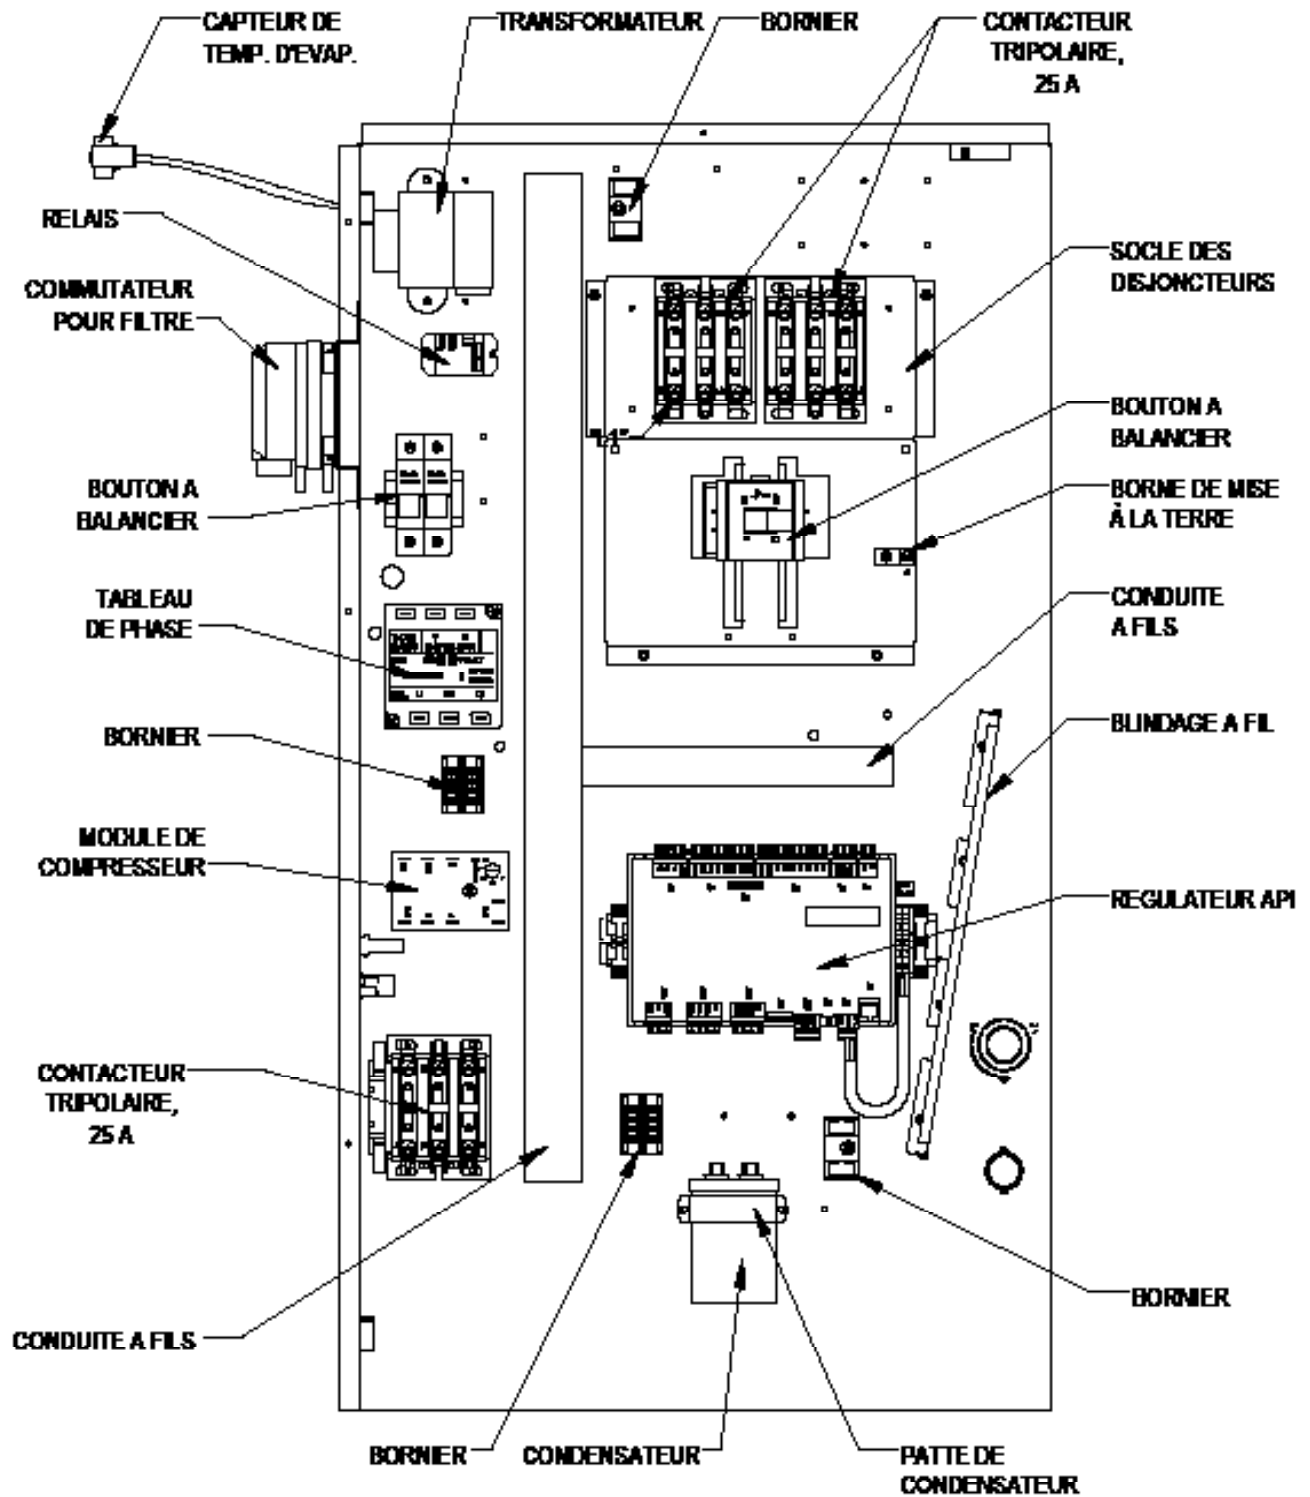 CAPTEUR DE
TEMP. D'EVAP.
TRANSFORMATEUR
BORNIER
CONTACTEUR
TRIPOLAIRE,
25 A
RELAIS
COMMUTATEUR
POUR FILTRE
SOCLE DES
DISJONCTEURS
BOUTON A
BALANCIER
BOUTON A
BALANCIER
BORNE DE MISE
À LA TERRE
TABLEAU
DE PHASE
CONDUITE
A FILS
BORNIER
BLINDAGE A FIL
MODULE DE
COMPRESSEUR
REGULATEUR API
CONTACTEUR
TRIPOLAIRE,
25 A
BORNIER
CONDUITE A FILS
BORNIER
CONDENSATEUR
PATTE DE
CONDENSATEUR